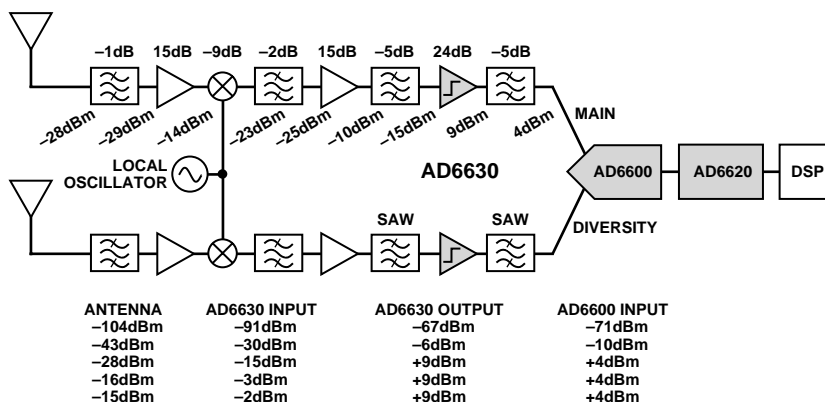 –1dB 15dB –9dB –2dB 15dB –5dB 24dB –5dB
–28dBm –29dBm –14dBm –23dBm –25dBm –10dBm –15dBm 9dBm 4dBm
MAIN
LOCAL
OSCILLATOR
AD6630
AD6600
AD6620
DSP
SAW
SAW
DIVERSITY
ANTENNA AD6630 INPUT AD6630 OUTPUT AD6600 INPUT
–104dBm –91dBm –67dBm –71dBm
–43dBm –30dBm –6dBm –10dBm
–28dBm –15dBm +9dBm +4dBm
–16dBm –3dBm +9dBm +4dBm
–15dBm –2dBm +9dBm +4dBm